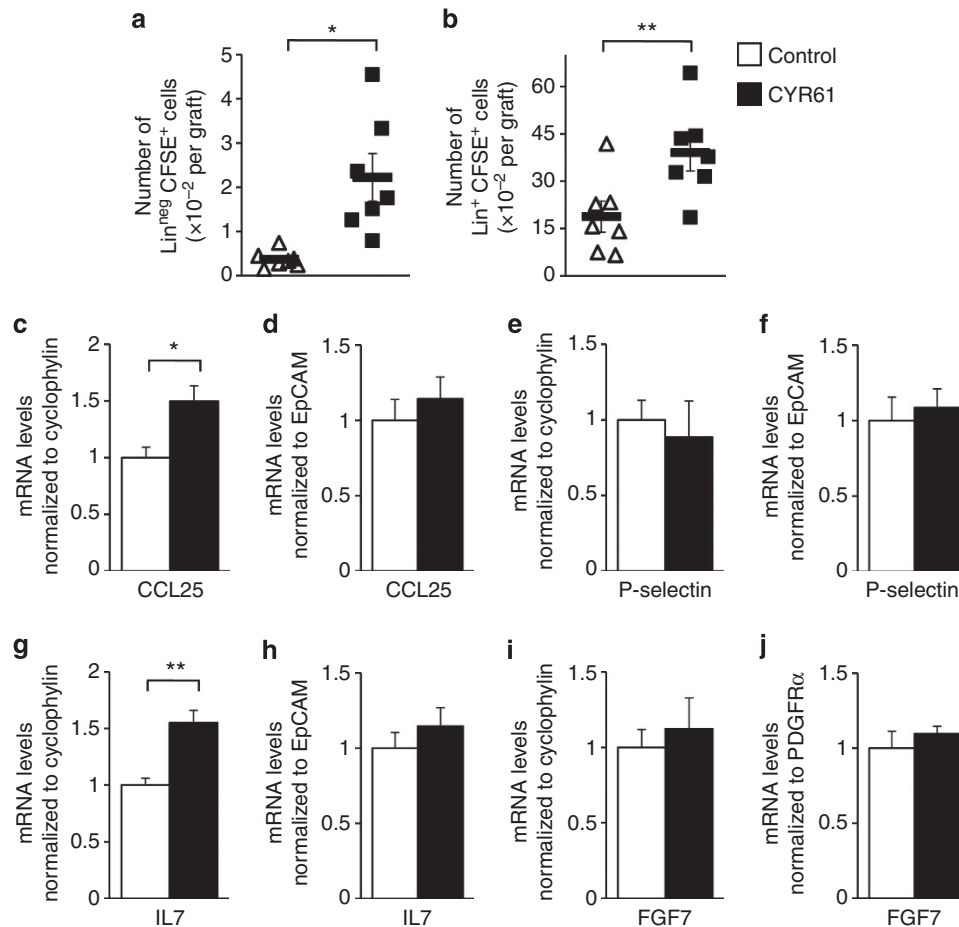 a
*
Number of
Lin^neg CFSE⁺ cells
(×10⁻² per graft)
5
4
3
2
1
0
b
**
Number of
Lin⁺ CFSE⁺ cells
(×10⁻² per graft)
60
45
30
15
0
Control
CYR61
c
*
mRNA levels
normalized to cyclophylin
2
1.5
1
0.5
0
CCL25
d
mRNA levels
normalized to EpCAM
1.5
1
0.5
0
CCL25
e
mRNA levels
normalized to cyclophylin
1.5
1
0.5
0
P-selectin
f
mRNA levels
normalized to EpCAM
1.5
1
0.5
0
P-selectin
g
**
mRNA levels
normalized to cyclophylin
2
1.5
1
0.5
0
IL7
h
mRNA levels
normalized to EpCAM
1.5
1
0.5
0
IL7
i
mRNA levels
normalized to cyclophylin
1.5
1
0.5
0
FGF7
j
mRNA levels
normalized to PDGFRα
1.5
1
0.5
0
FGF7